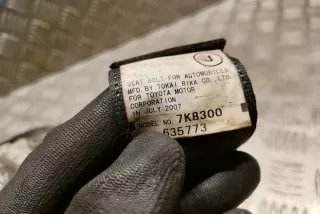 J
SEAT BELT FOR AUTOMOBILES
MFD. BY TOKAI RIKA CO.,LTD.
FOR TOYOTA MOTOR
CORPORATION
IN JULY 2007
MODEL NO. 7K8300
635773